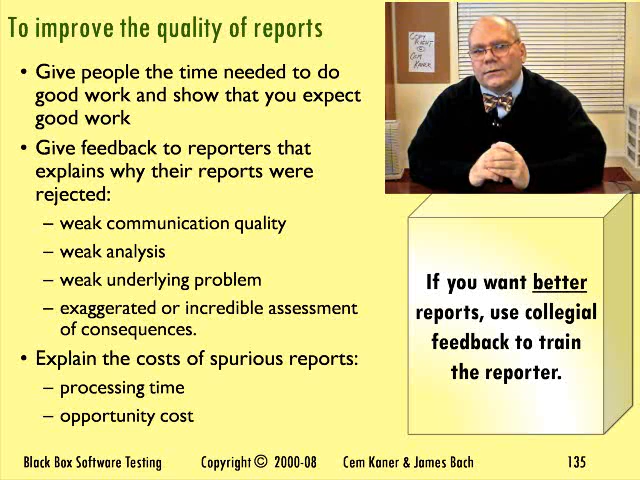 To improve the quality of reports
COPY
RIGHT
©
CEM
KANER
• Give people the time needed to do
good work and show that you expect
good work
• Give feedback to reporters that
explains why their reports were
rejected:
– weak communication quality
– weak analysis
– weak underlying problem
– exaggerated or incredible assessment
of consequences.
• Explain the costs of spurious reports:
– processing time
– opportunity cost
If you want better
reports, use collegial
feedback to train
the reporter.
Black Box Software Testing Copyright © 2000-08 Cem Kaner & James Bach 135